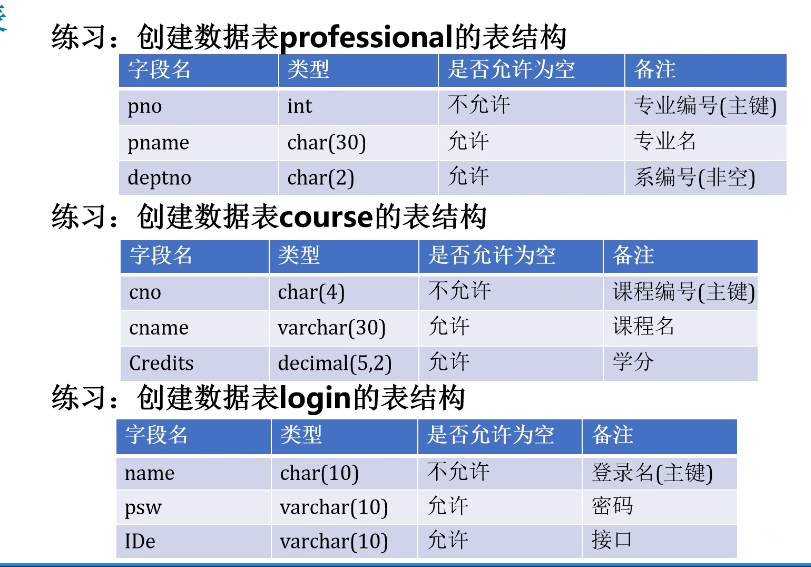 练习：创建数据表professional的表结构
字段名 类型 是否允许为空 备注
pno int 不允许 专业编号(主键)
pname char(30) 允许 专业名
deptno char(2) 允许 系编号(非空)
练习：创建数据表course的表结构
字段名 类型 是否允许为空 备注
cno char(4) 不允许 课程编号(主键)
cname varchar(30) 允许 课程名
Credits decimal(5,2) 允许 学分
练习：创建数据表login的表结构
字段名 类型 是否允许为空 备注
name char(10) 不允许 登录名(主键)
psw varchar(10) 允许 密码
IDe varchar(10) 允许 接口